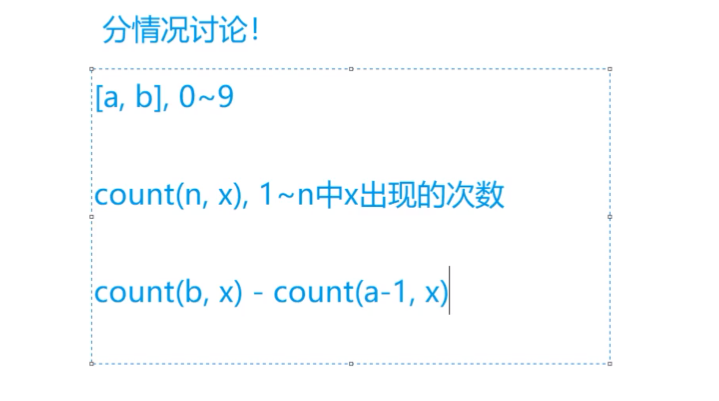 分情况讨论！
[a, b], 0~9
count(n, x), 1~n中x出现的次数
count(b, x) - count(a-1, x)